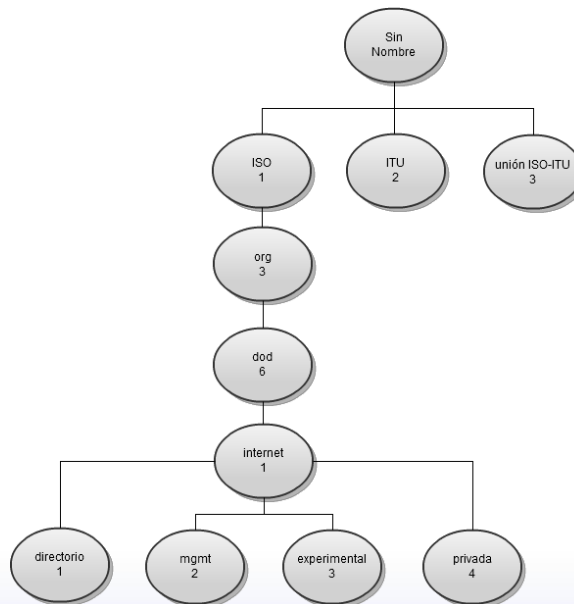 Sin
Nombre
ISO
1
ITU
2
unión ISO-ITU
3
org
3
dod
6
internet
1
directorio
1
mgmt
2
experimental
3
privada
4